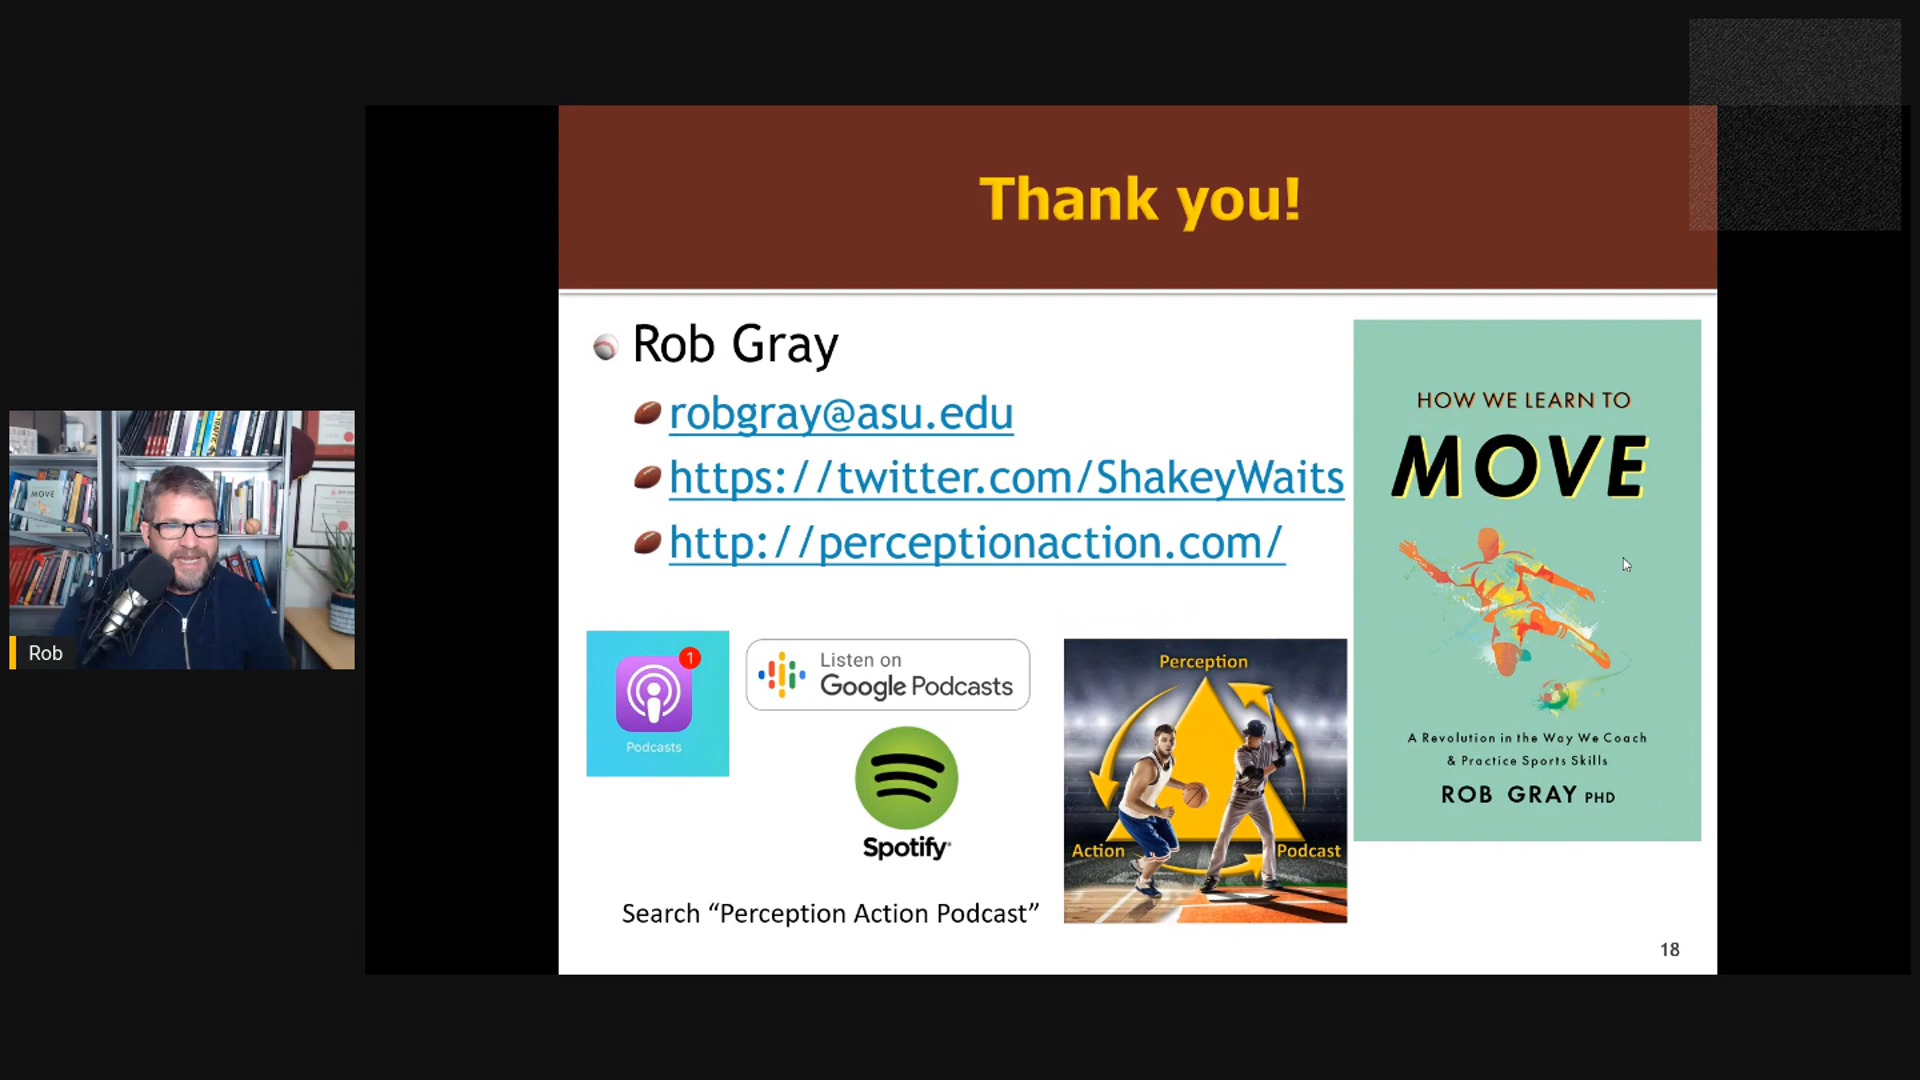 Thank you!
Rob Gray
robgray@asu.edu
https://twitter.com/ShakeyWaits
http://perceptionaction.com/
HOW WE LEARN TO
MOVE
A Revolution in the Way We Coach
& Practice Sports Skills
ROB GRAY PHD
MOVE
Rob
1
Podcasts
Listen on
Google Podcasts
Spotify
Perception
Action
Podcast
Search “Perception Action Podcast”
18